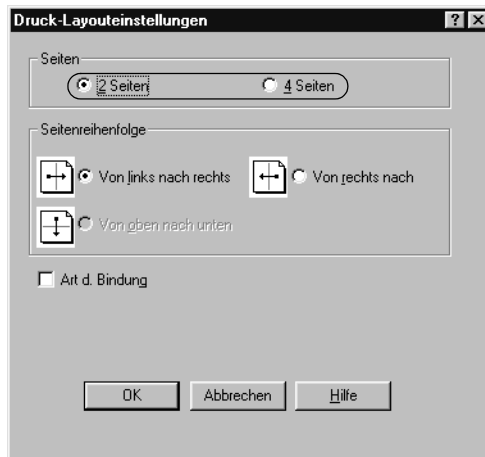 Druck-Layouteinstellungen
Seiten
2 Seiten 4 Seiten
Seitenreihenfolge
Von links nach rechts Von rechts nach
Von oben nach unten
Art d. Bindung
OK Abbrechen Hilfe